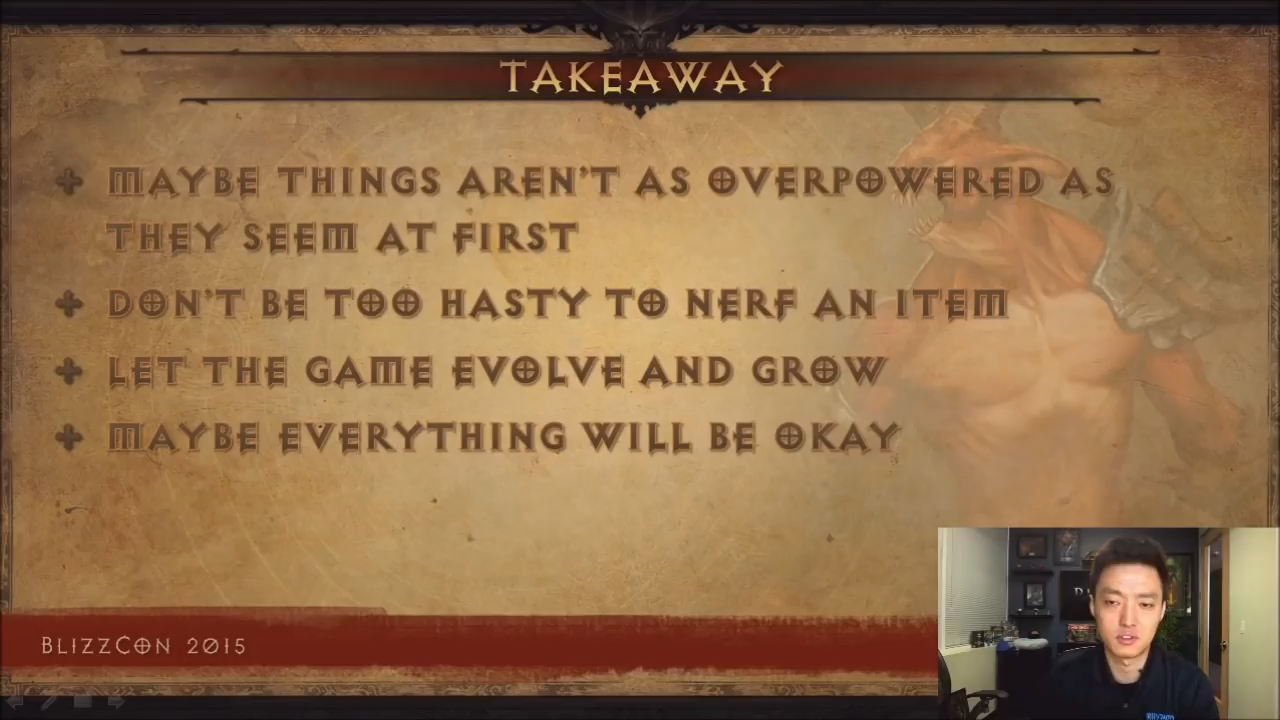 TAKEAWAY
MAYBE THINGS AREN'T AS OVERPOWERED AS
THEY SEEM AT FIRST
DON'T BE TOO HASTY TO NERF AN ITEM
LET THE GAME EVOLVE AND GROW
MAYBE EVERYTHING WILL BE OKAY
BLIZZCON 2015